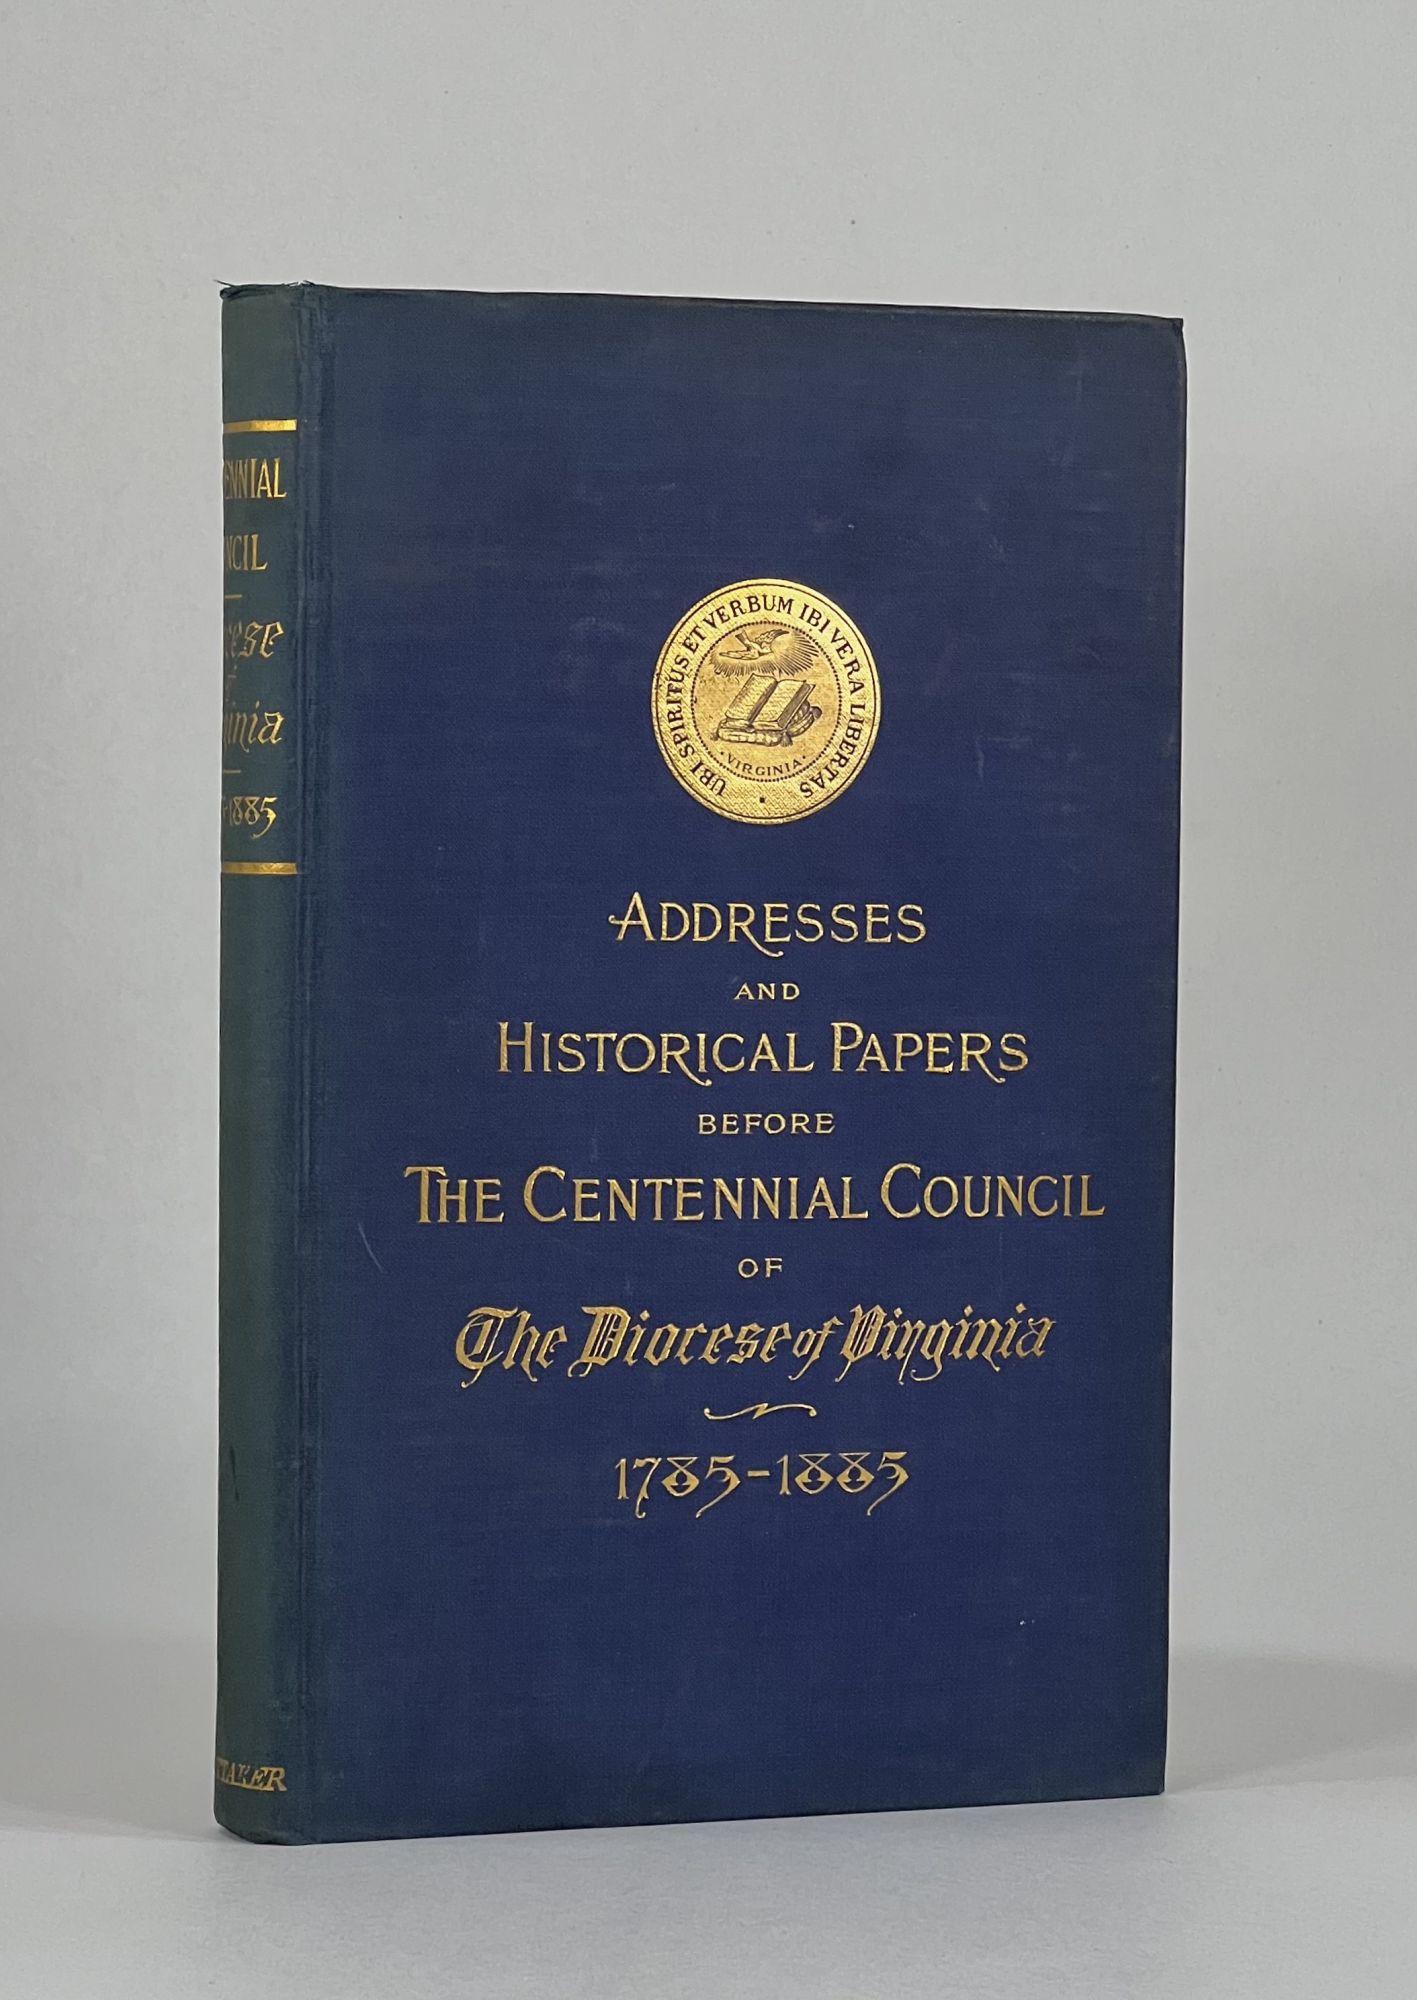 UBI SPIRITUS ET VERBUM IBI VERA LIBERTAS
VIRGINIA
ADDRESSES
AND
HISTORICAL PAPERS
BEFORE
THE CENTENNIAL COUNCIL
OF
The Diocese of Virginia
1785-1885
-1885